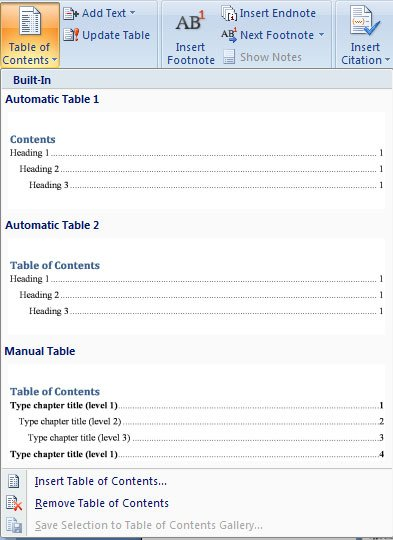 Table of
Contents
Add Text
Update Table
AB1
Insert
Footnote
Insert Endnote
AB1 Next Footnote
Show Notes
Insert
Citation
Built-In
Automatic Table 1
Contents
Heading 1........1
Heading 2........1
Heading 3........1
Automatic Table 2
Table of Contents
Heading 1........1
Heading 2........1
Heading 3........1
Manual Table
Table of Contents
Type chapter title (level 1)........1
Type chapter title (level 2)........2
Type chapter title (level 3)........3
Type chapter title (level 1)........4
Insert Table of Contents...
Remove Table of Contents
Save Selection to Table of Contents Gallery...